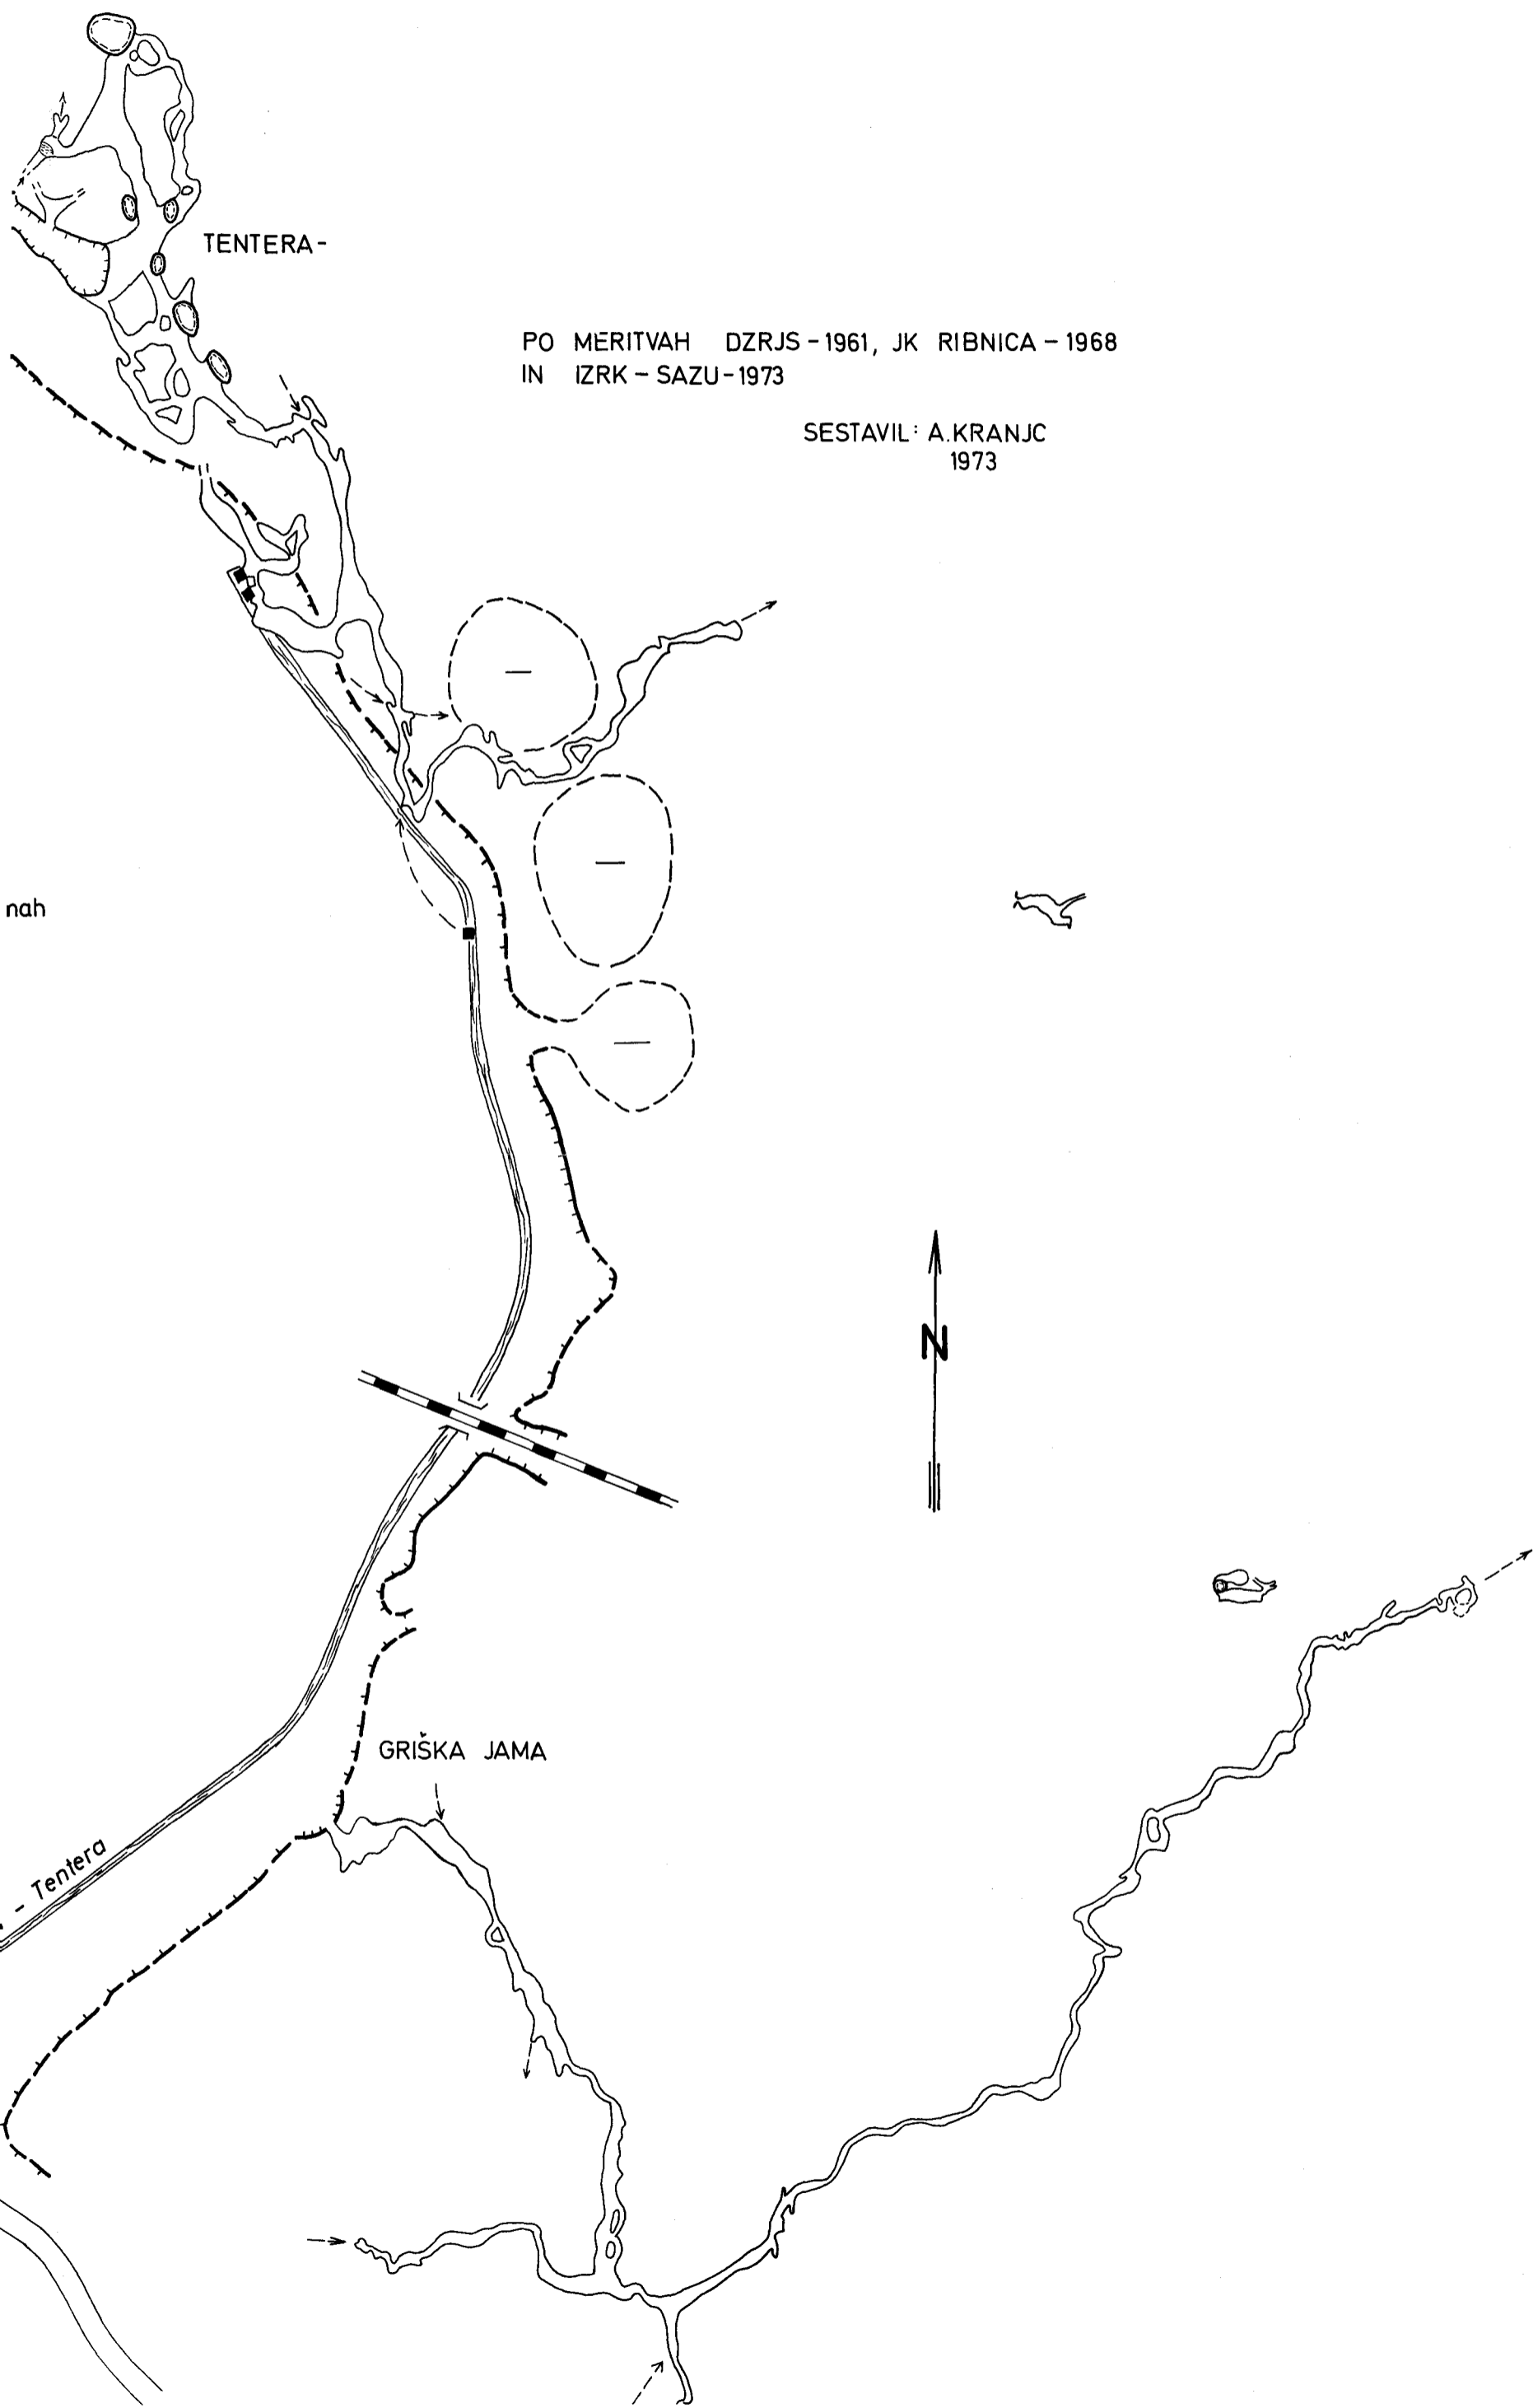 TENTERA-
PO MERITVAH DZRJS-1961, JK RIBNICA-1968
IN IZRK-SAZU-1973
SESTAVIL: A.KRANJC
1973
nah
N
GRIŠKA JAMA
- Tentera